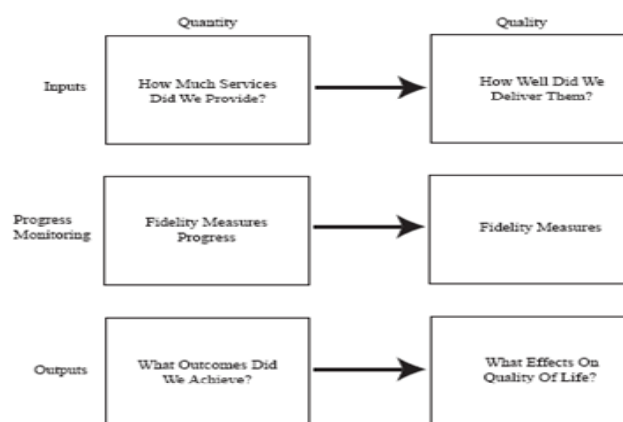 Quantity
Quality
Inputs
How Much Services
Did We Provide?
How Well Did We
Deliver Them?
Progress
Monitoring
Fidelity Measures
Progress
Fidelity Measures
Outputs
What Outcomes Did
We Achieve?
What Effects On
Quality Of Life?